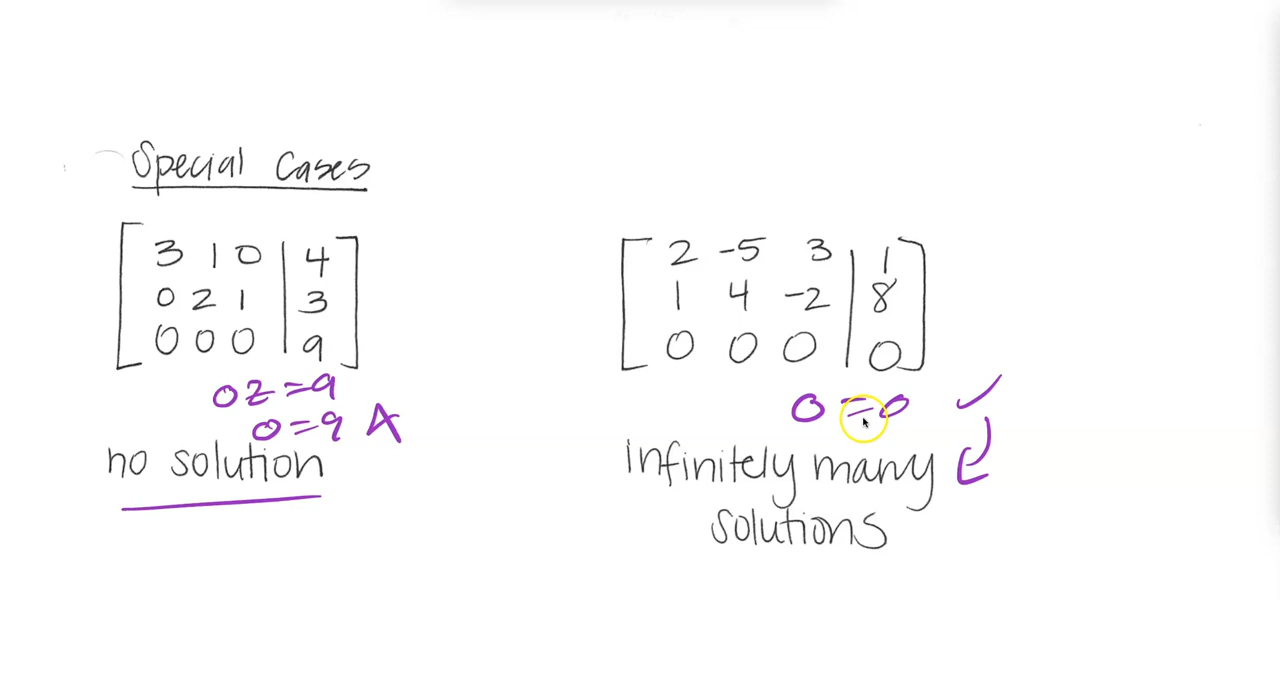 Special Cases
3 1 0 | 4
0 2 1 | 3
0 0 0 | 9
0z=9
0=9
no solution
2 -5 3 | 1
1 4 -2 | 8
0 0 0 | 0
0=0 ✓
infinitely many
solutions